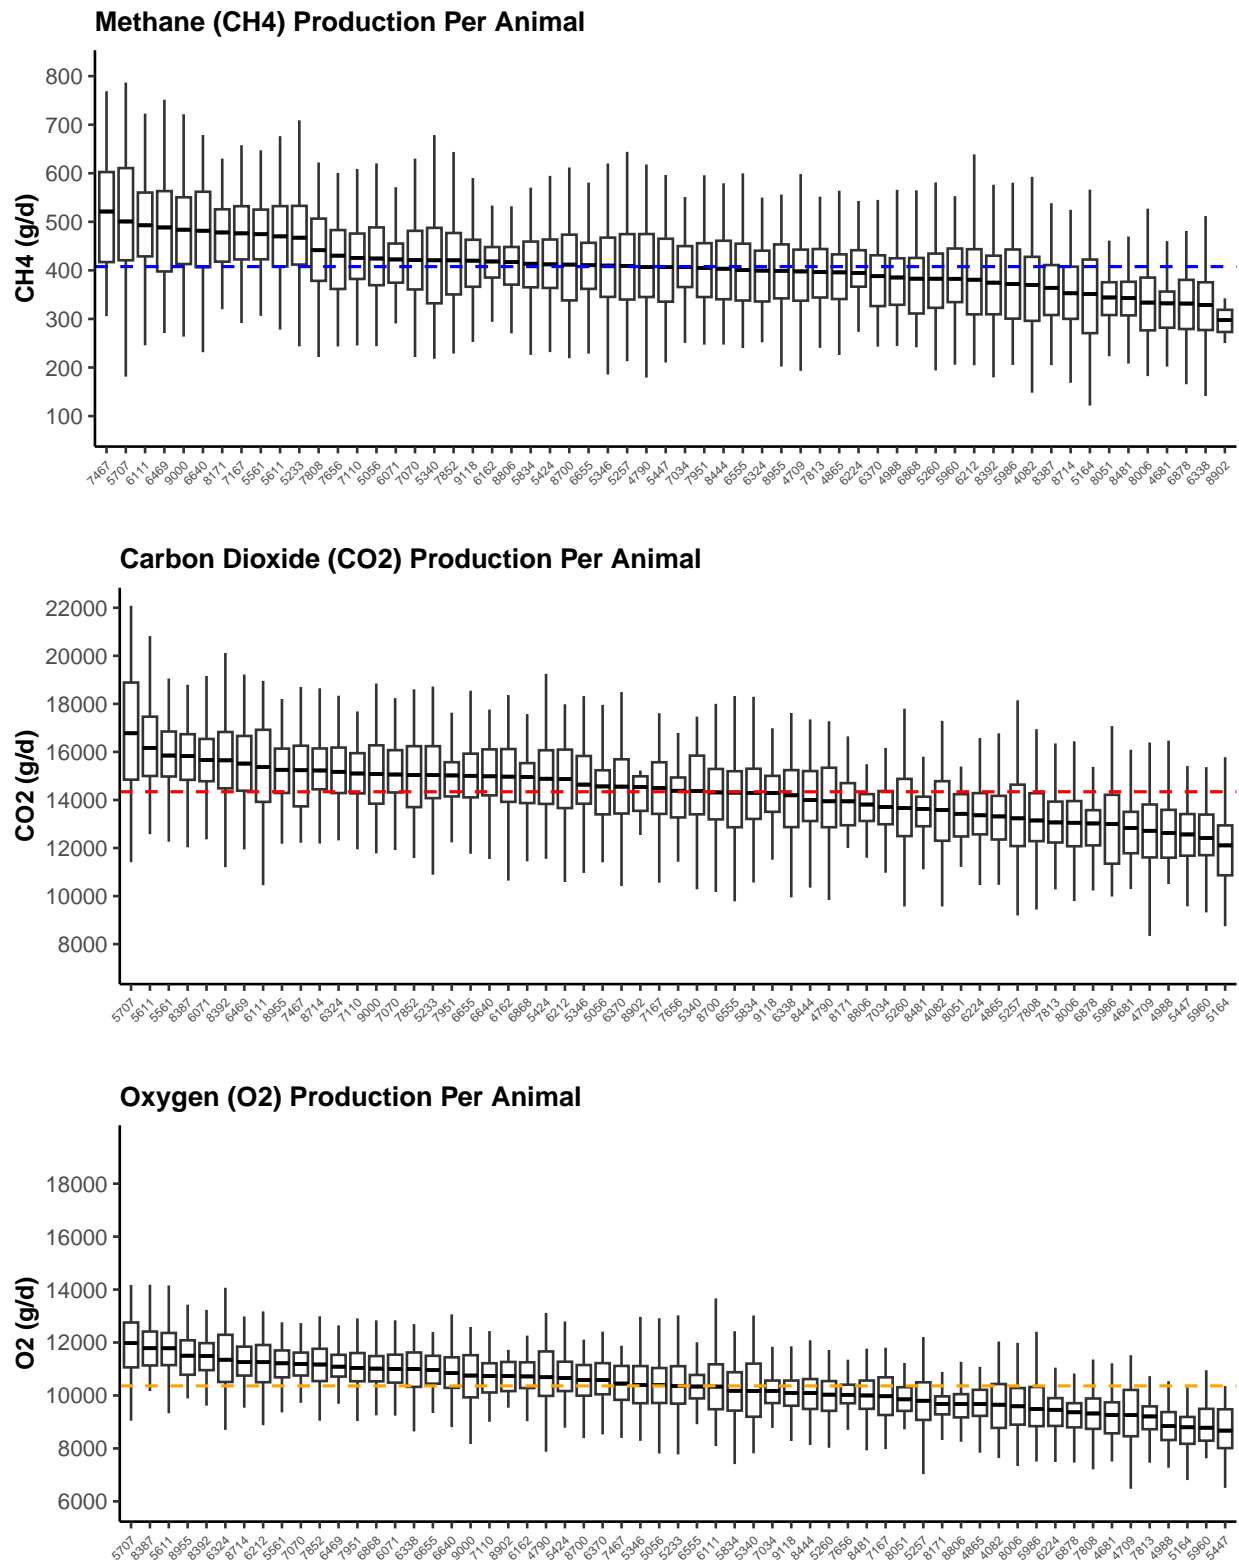 Methane (CH4) Production Per Animal
800
700
600
500
400
300
200
100
CH4 (g/d)
7467 5707 6111 6469 9000 6640 8171 7167 5561 5611 5233 7808 7656 7110 5056 6071 7070 5340 7852 9118 6162 8806 5834 5424 8700 6655 5346 5257 4790 5447 7034 7951 8444 6555 6324 8955 4709 7813 4865 6224 6370 4988 6868 5260 5960 6212 8392 5986 4082 8387 8714 5164 8051 8481 8006 4681 6878 6338 8902
Carbon Dioxide (CO2) Production Per Animal
22000
20000
18000
16000
14000
12000
10000
8000
CO2 (g/d)
5707 5611 5561 8387 6071 8392 6469 6111 8955 7467 8714 6324 7110 9000 7070 7852 5233 7951 6655 6640 6162 6868 5424 6212 5346 5056 6370 8902 7167 7656 5340 8700 6555 5834 9118 6338 8444 4790 8171 8806 7034 5260 8481 4082 8051 6224 4865 5257 7808 7813 8006 6878 5986 4681 4709 4988 5447 5960 5164
Oxygen (O2) Production Per Animal
18000
16000
14000
12000
10000
8000
6000
O2 (g/d)
5707 8387 5611 8955 8392 6324 8714 6212 5561 7070 7852 6469 7951 6868 6071 6338 6655 6640 9000 7110 8902 6162 4790 5424 8700 6370 7467 5346 5056 5233 6555 6111 5834 5340 7034 9118 8444 5260 7656 8481 7167 8051 5257 8171 8806 4865 4082 8006 5986 6224 6878 7808 4681 4709 7813 4988 5164 5960 5447